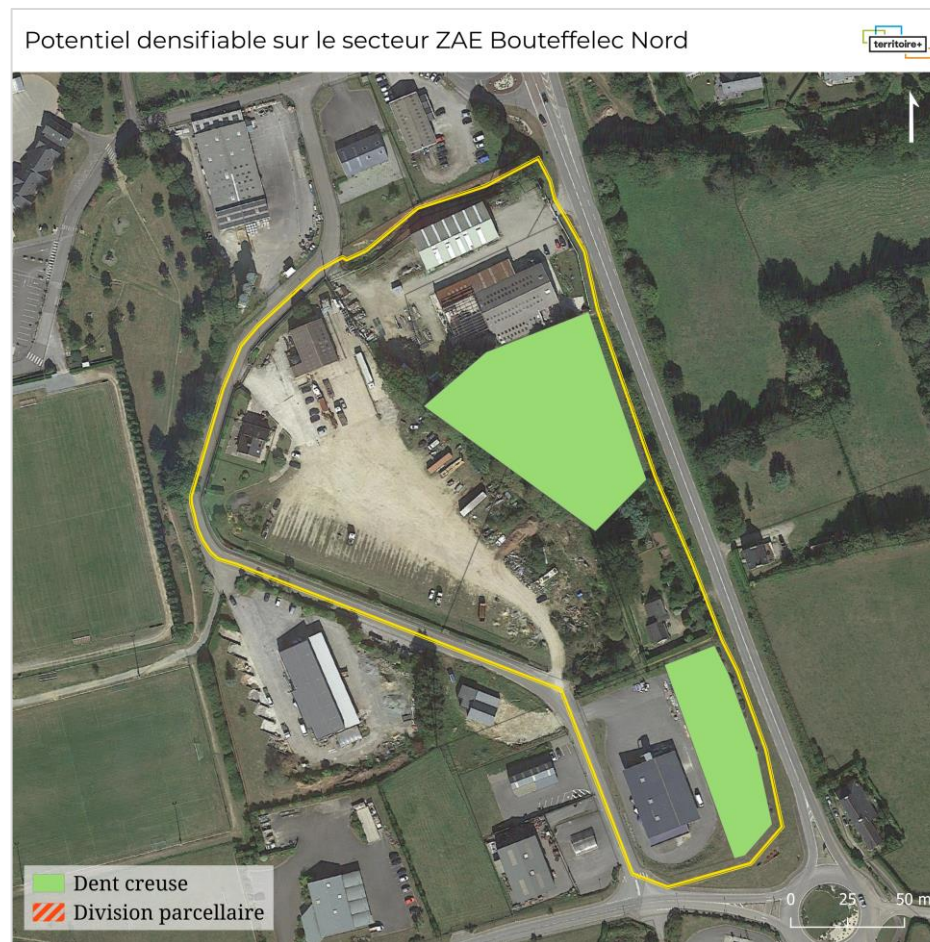 Potentiel densifiable sur le secteur ZAE Bouteffelec Nord
territoire+
Dent creuse
Division parcellaire
0 25 50 m